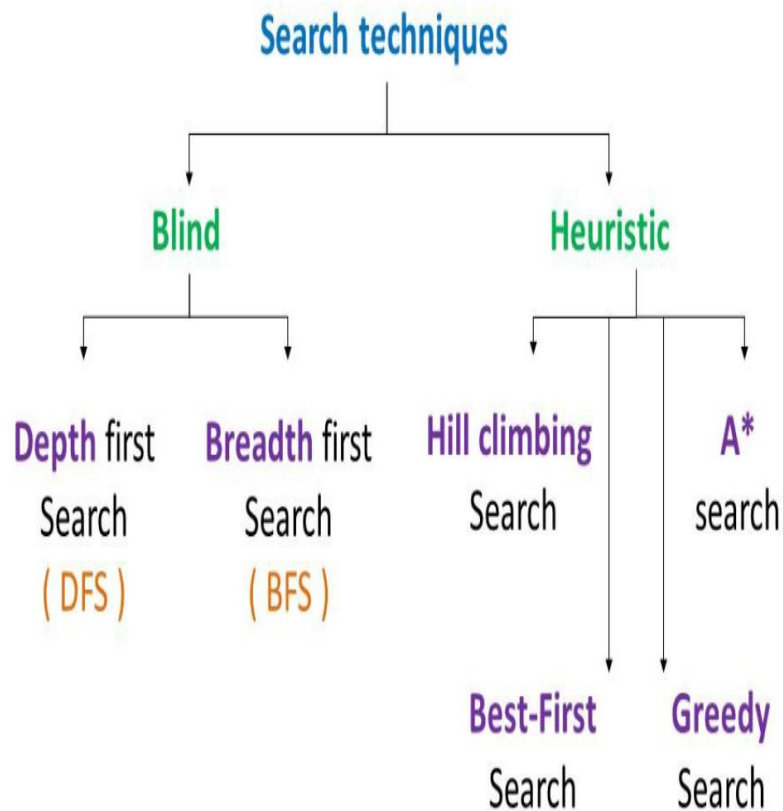 Search techniques
Blind
Heuristic
Depth first
Search
( DFS )
Breadth first
Search
( BFS )
Hill climbing
Search
A*
search
Best-First
Search
Greedy
Search